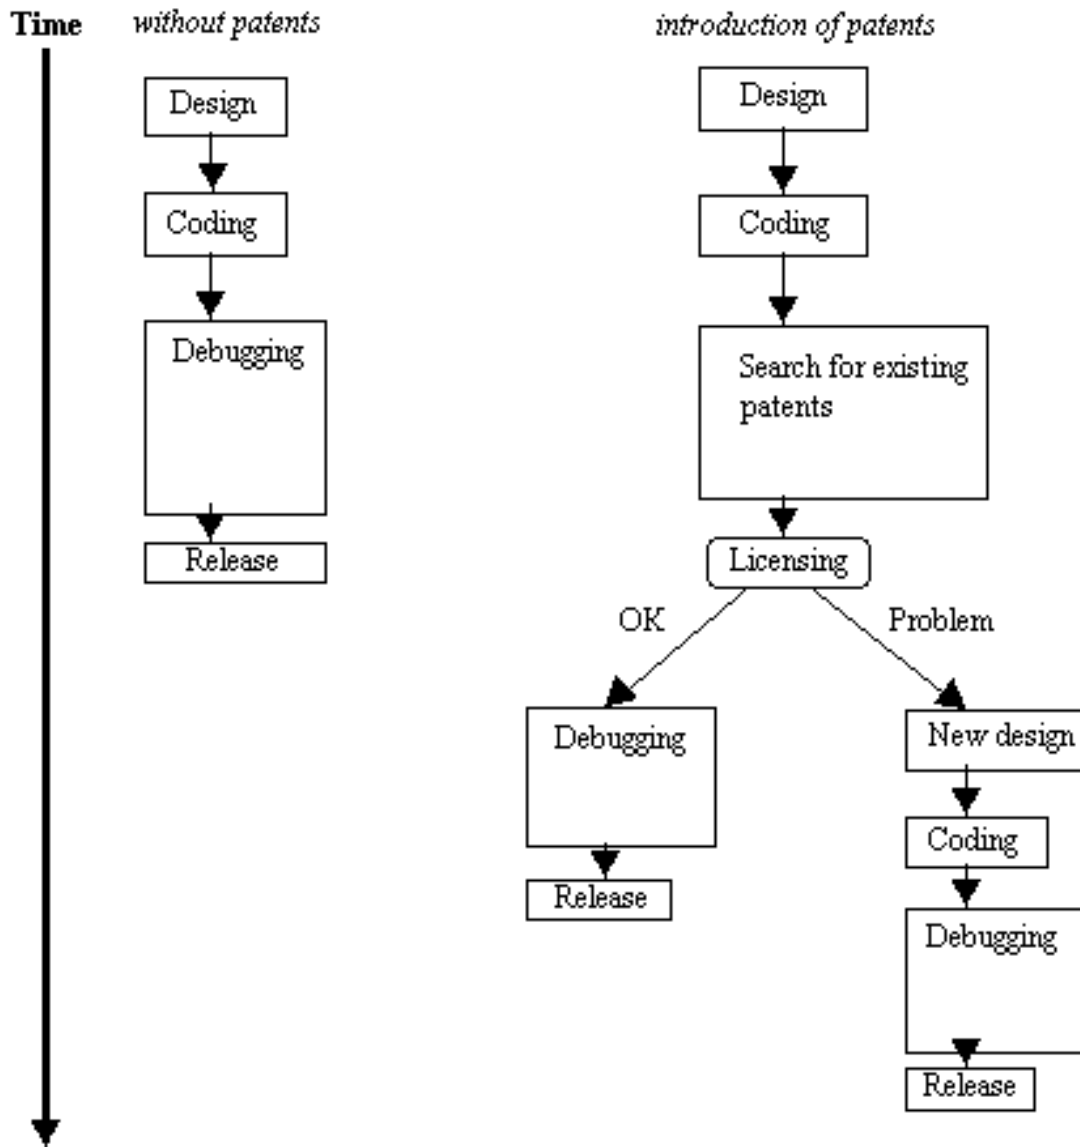 Time
without patents
Design
Coding
Debugging
Release
introduction of patents
Design
Coding
Search for existing
patents
Licensing
OK
Problem
Debugging
Release
New design
Coding
Debugging
Release